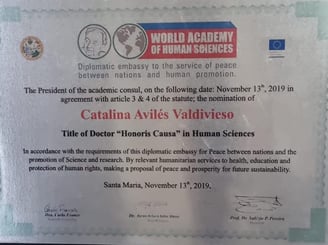 WORLD ACADEMY
OF HUMAN SCIENCES
Diplomatic embassy to the service of peace
between nations and human promotion.
The President of the academic consul, on the following date: November 13th, 2019 in
agreement with article 3 & 4 of the statute; the nomination of
Catalina Avilés Valdivieso
Title of Doctor “Honoris Causa” in Human Sciences
In accordance with the requirements of this diplomatic embassy for Peace between nations and the
promotion of Science and research. By relevant humanitarian services to health, education and
protection of human rights, making a proposal of peace and prosperity for future sustainability.
Santa Maria, November 13th, 2019.